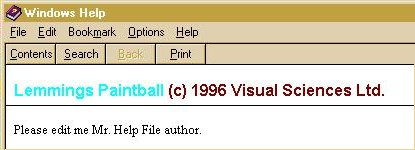 Windows Help
File Edit Bookmark Options Help
Contents Search Back Print
Lemmings Paintball (c) 1996 Visual Sciences Ltd.
Please edit me Mr. Help File author.